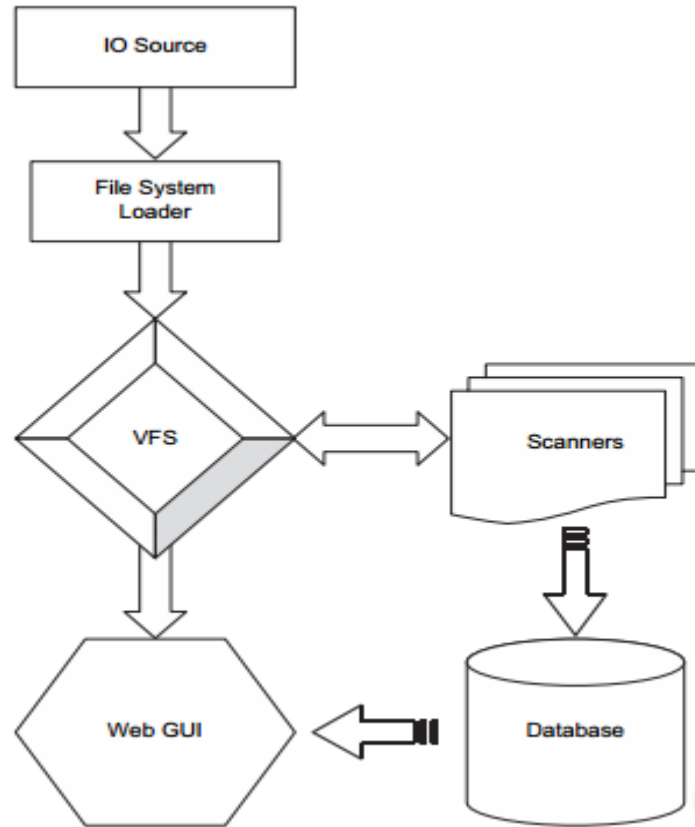 IO Source
File System
Loader
VFS
Scanners
Web GUI
Database